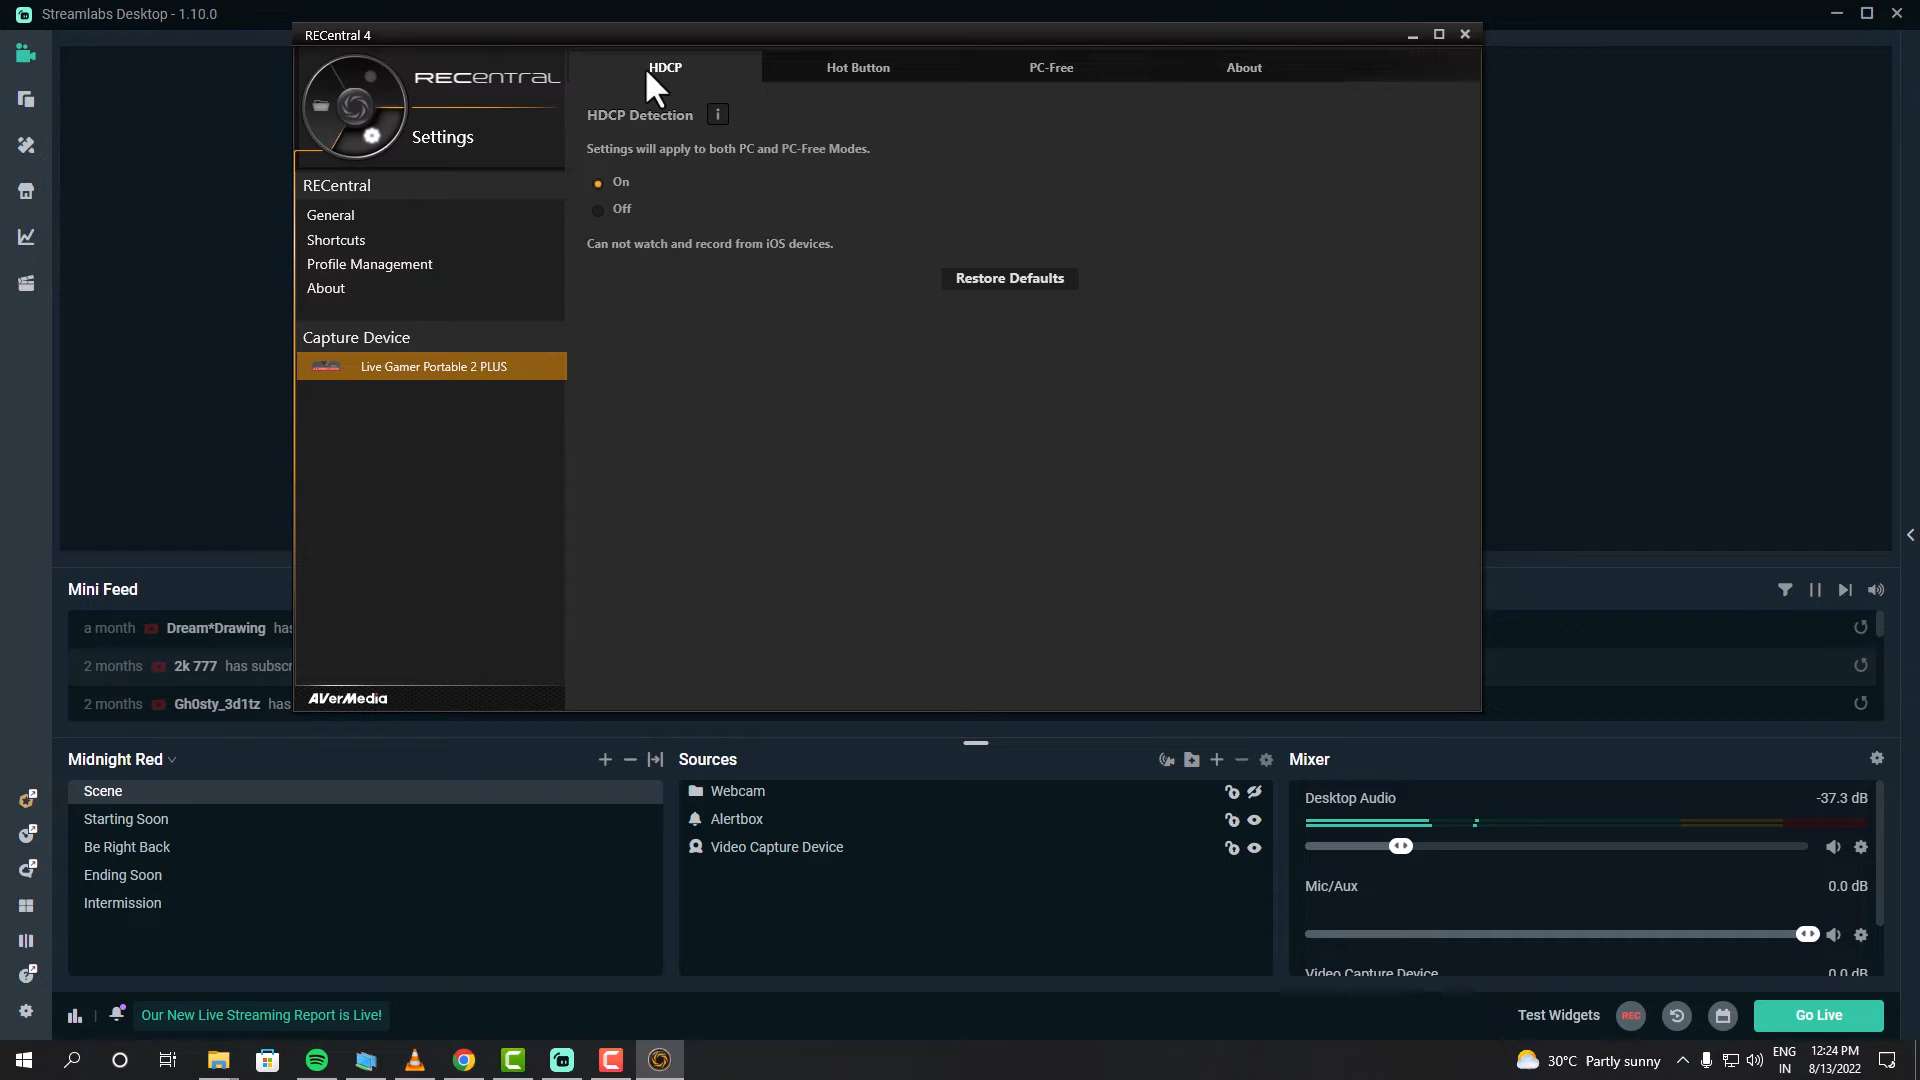 Streamlabs Desktop - 1.10.0
RECentral 4
RECENTRAL
Settings
HDCP
Hot Button
PC-Free
About
HDCP Detection
i
Settings will apply to both PC and PC-Free Modes.
On
Off
Can not watch and record from iOS devices.
Restore Defaults
RECentral
General
Shortcuts
Profile Management
About
Capture Device
Live Gamer Portable 2 PLUS
AVerMedia
Mini Feed
a month Dream*Drawing has
2 months 2k 777 has subscr
2 months Gh0sty_3d1tz has
Midnight Red
Scene
Starting Soon
Be Right Back
Ending Soon
Intermission
Sources
Webcam
Alertbox
Video Capture Device
Mixer
Desktop Audio -37.3 dB
Mic/Aux 0.0 dB
Video Capture Device 0.0 dB
Our New Live Streaming Report is Live!
Test Widgets
REC
Go Live
30°C Partly sunny
ENG
IN
12:24 PM
8/13/2022